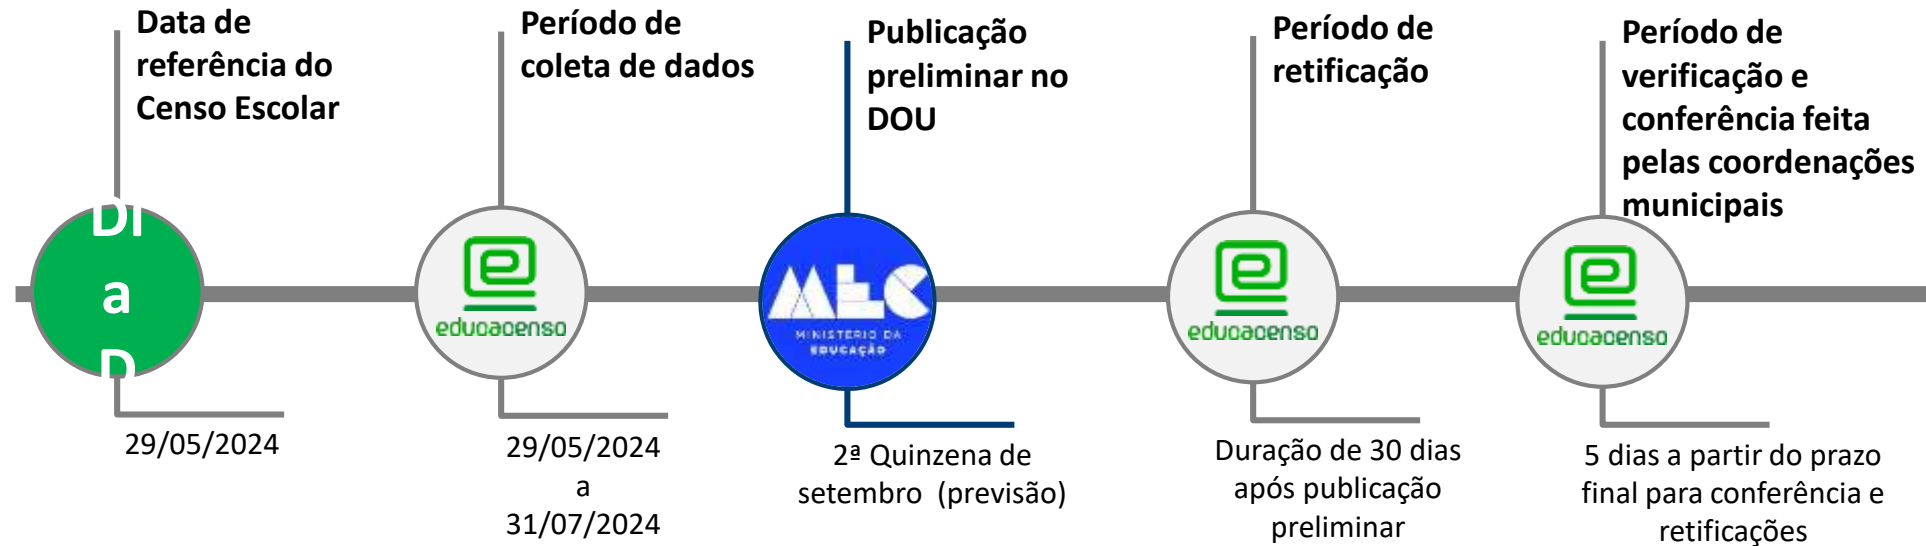 Data de
referência do
Censo Escolar
Di
a
D
29/05/2024
Período de
coleta de dados
educacenso
29/05/2024
a
31/07/2024
Publicação
preliminar no
DOU
MEC
MINISTÉRIO DA
EDUCAÇÃO
2ª Quinzena de
setembro (previsão)
Período de
retificação
educacenso
Duração de 30 dias
após publicação
preliminar
Período de
verificação e
conferência feita
pelas coordenações
municipais
educacenso
5 dias a partir do prazo
final para conferência e
retificações